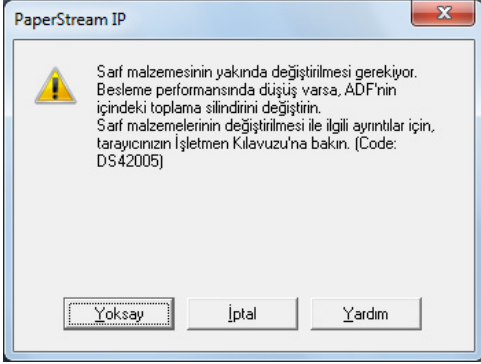 PaperStream IP
Sarf malzemesinin yakında değiştirilmesi gerekiyor.
Besleme performansında düşüş varsa, ADF'nin
içindeki toplama silindirini değiştirin.
Sarf malzemelerinin değiştirilmesi ile ilgili ayrıntılar için,
tarayıcınızın İşletmen Kılavuzu'na bakın. (Code:
DS42005)
Yoksay İptal Yardım